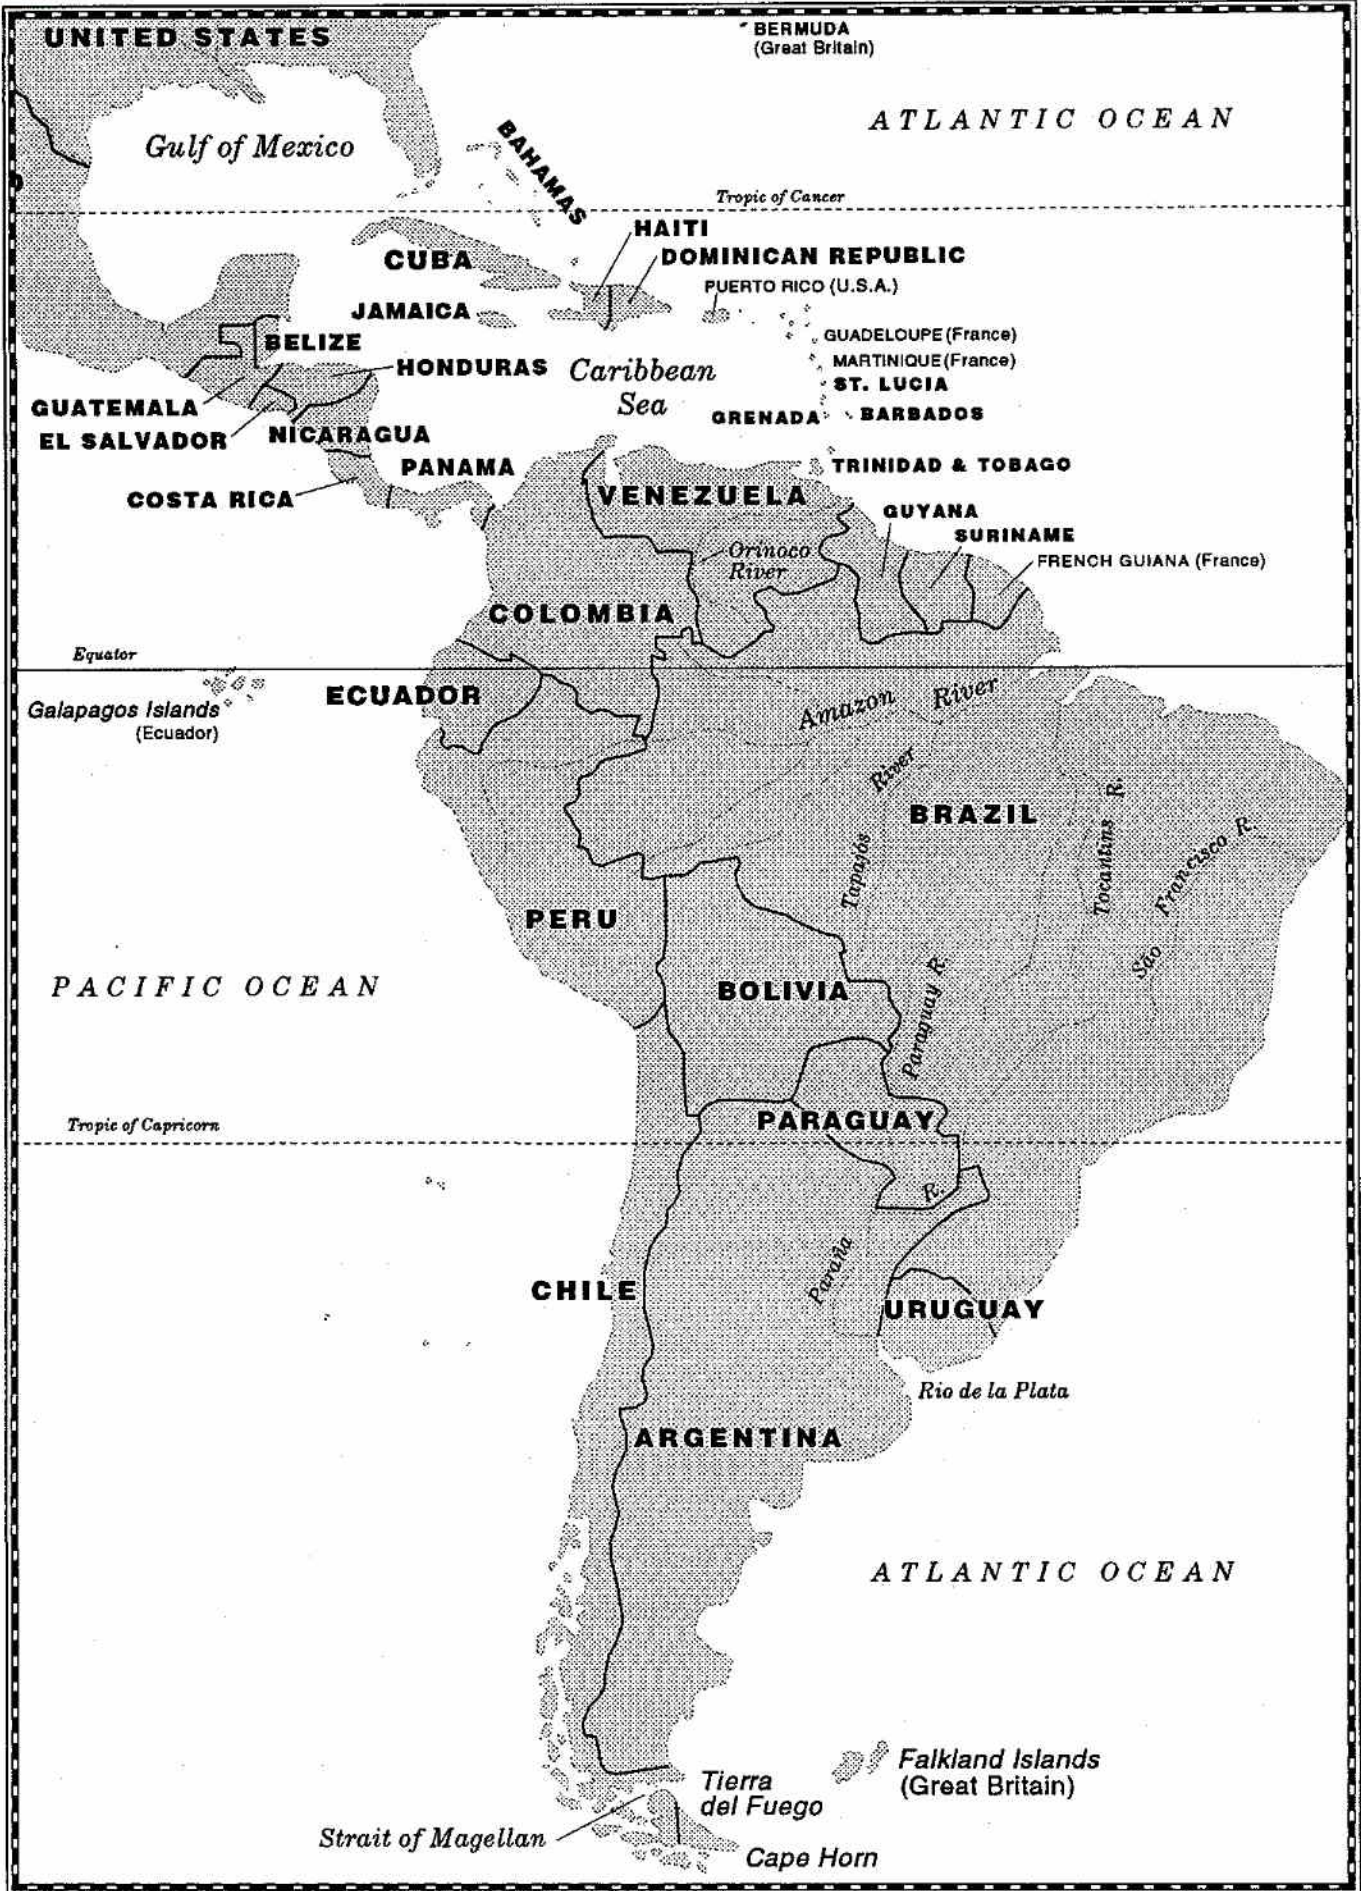 UNITED STATES
BERMUDA
(Great Britain)
ATLANTIC OCEAN
Gulf of Mexico
BAHAMAS
Tropic of Cancer
HAITI
CUBA
DOMINICAN REPUBLIC
PUERTO RICO (U.S.A.)
JAMAICA
GUADELOUPE (France)
BELIZE
MARTINIQUE (France)
HONDURAS
Caribbean
Sea
ST. LUCIA
GUATEMALA
GRENADA
BARBADOS
EL SALVADOR
NICARAGUA
PANAMA
TRINIDAD & TOBAGO
COSTA RICA
VENEZUELA
GUYANA
SURINAME
Orinoco
River
FRENCH GUIANA (France)
COLOMBIA
Equator
ECUADOR
Galapagos Islands
(Ecuador)
Amazon River
Tapajós River
BRAZIL
Tocantins R.
São Francisco R.
PERU
PACIFIC OCEAN
BOLIVIA
Paraguay R.
Tropic of Capricorn
PARAGUAY
Paraña R.
CHILE
URUGUAY
Rio de la Plata
ARGENTINA
ATLANTIC OCEAN
Falkland Islands
(Great Britain)
Tierra
del Fuego
Strait of Magellan
Cape Horn